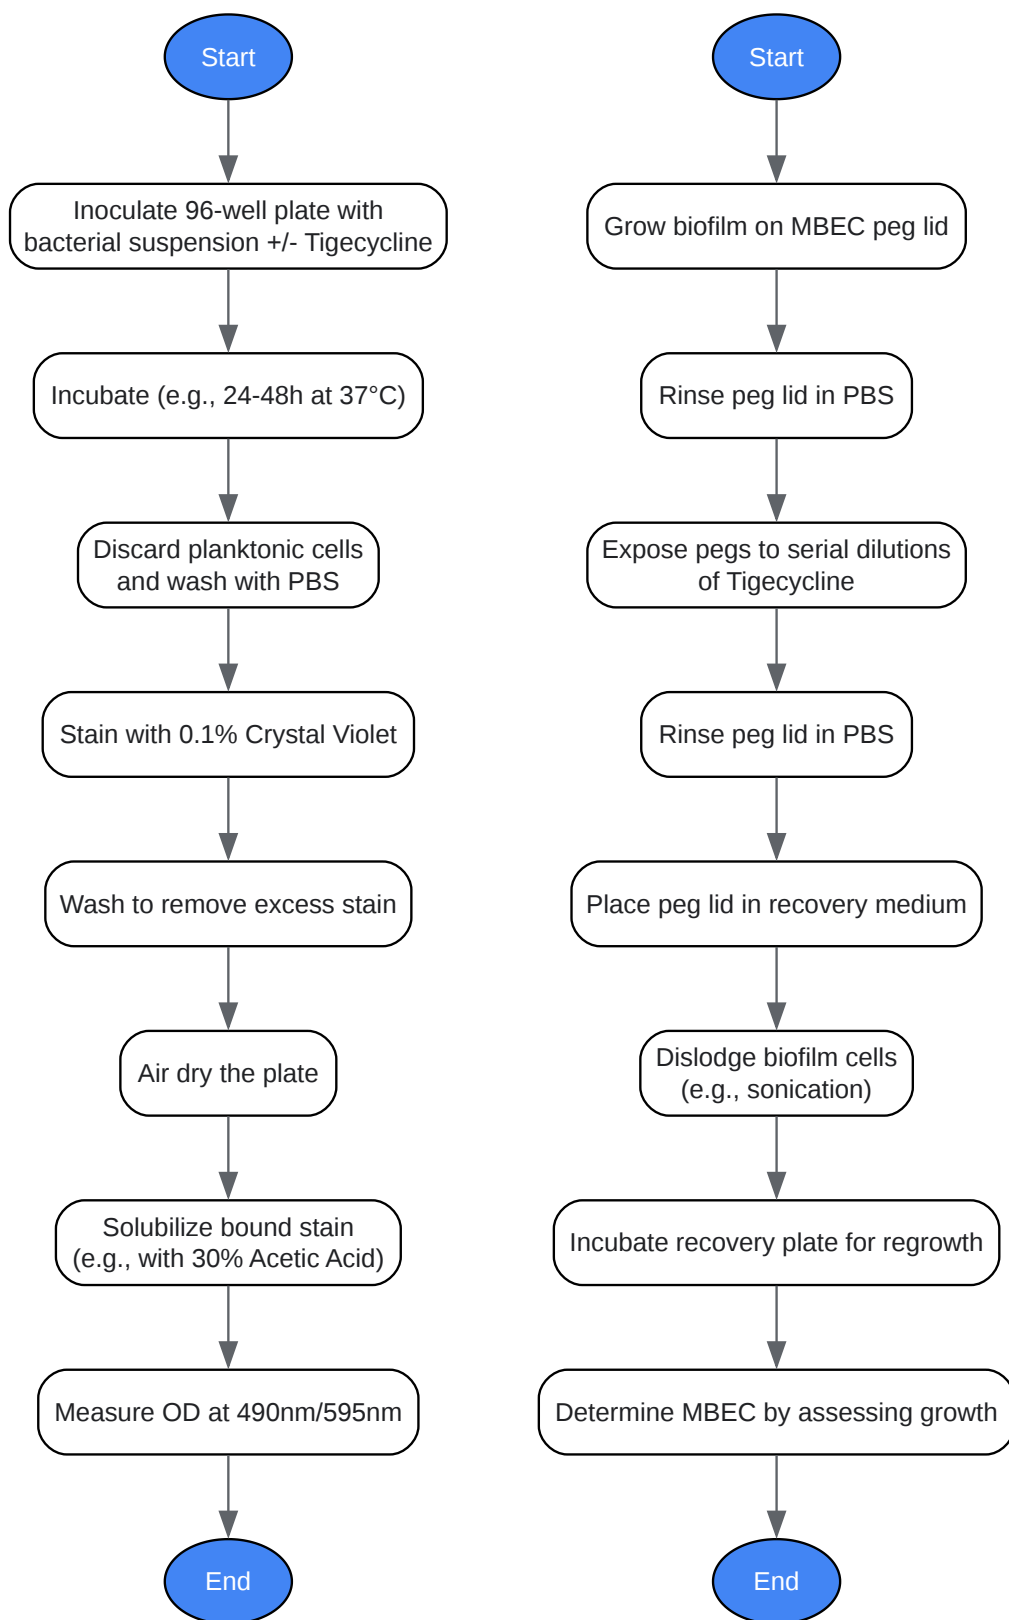 Start
Inoculate 96-well plate with
bacterial suspension +/- Tigecycline
Incubate (e.g., 24-48h at 37°C)
Discard planktonic cells
and wash with PBS
Stain with 0.1% Crystal Violet
Wash to remove excess stain
Air dry the plate
Solubilize bound stain
(e.g., with 30% Acetic Acid)
Measure OD at 490nm/595nm
End
Start
Grow biofilm on MBEC peg lid
Rinse peg lid in PBS
Expose pegs to serial dilutions
of Tigecycline
Rinse peg lid in PBS
Place peg lid in recovery medium
Dislodge biofilm cells
(e.g., sonication)
Incubate recovery plate for regrowth
Determine MBEC by assessing growth
End